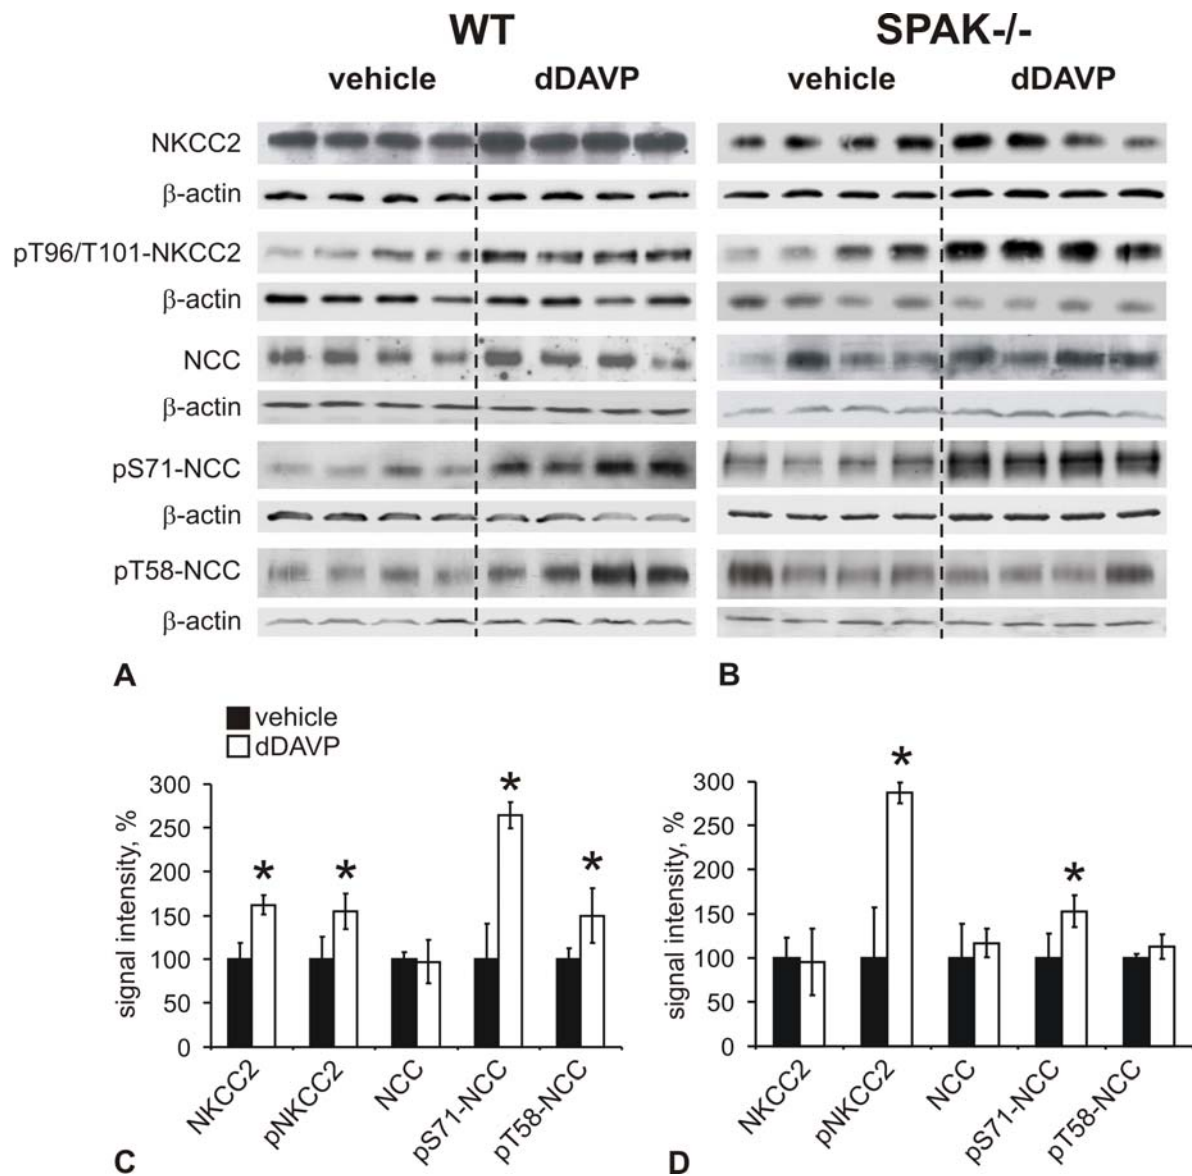 WT SPAK-/-
vehicle dDAVP vehicle dDAVP
NKCC2
β-actin
pT96/T101-NKCC2
β-actin
NCC
β-actin
pS71-NCC
β-actin
pT58-NCC
β-actin
A B
vehicle
dDAVP
signal intensity, %
300
250
200
150
100
50
0
* * * *
NKCC2 pNKCC2 NCC pS71-NCC pT58-NCC
C
signal intensity, %
300
250
200
150
100
50
0
* *
NKCC2 pNKCC2 NCC pS71-NCC pT58-NCC
D